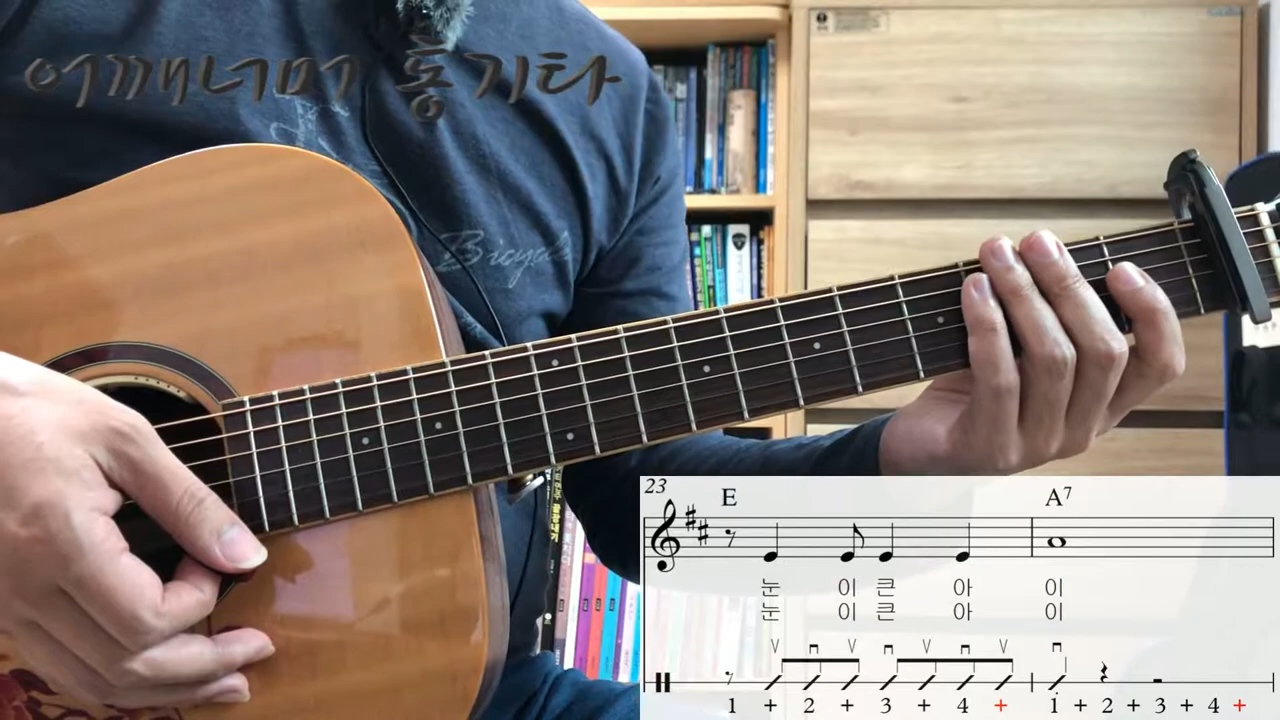 어깨너머 통기타
Bicycle
23
E A7
눈 이 큰 아 이
눈 이 큰 아 이
1 + 2 + 3 + 4 + 1 + 2 + 3 + 4 +